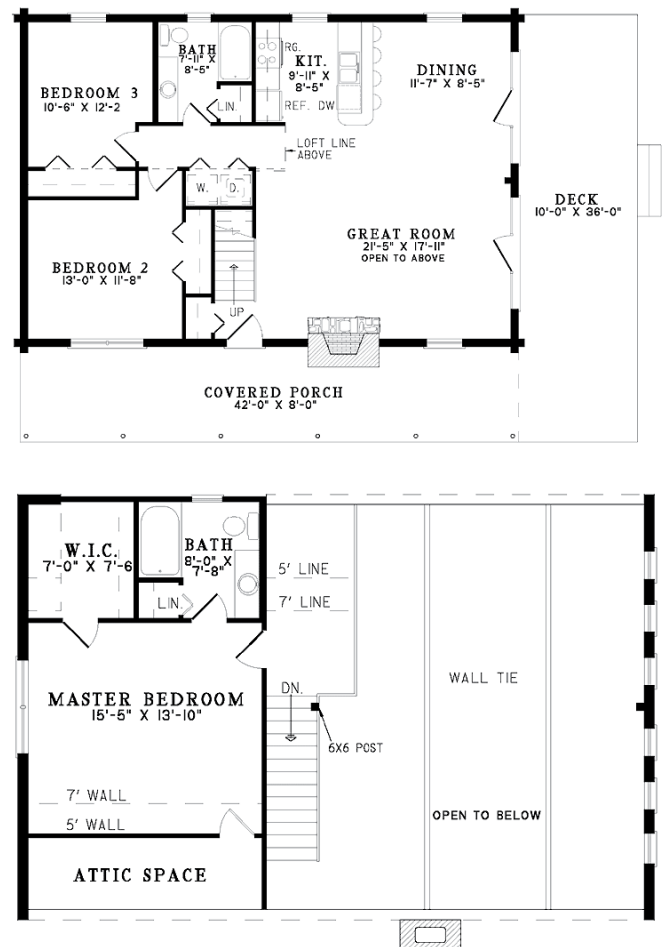 BATH
7'-11" X
8'-5"
RG.
KIT.
9'-11" X
8'-5"
REF. DW
DINING
11'-7" X 8'-5"
BEDROOM 3
10'-6" X 12'-2
LIN.
LOFT LINE
ABOVE
W.
D.
DECK
10'-0" X 36'-0"
GREAT ROOM
21'-5" X 17'-11"
OPEN TO ABOVE
BEDROOM 2
13'-0" X 11'-8"
UP
COVERED PORCH
42'-0" X 8'-0"
W.I.C.
7'-0" X 7'-6
BATH
8'-0" X
7'-8"
LIN.
5' LINE
7' LINE
MASTER BEDROOM
15'-5" X 13'-10"
DN.
WALL TIE
6X6 POST
7' WALL
5' WALL
OPEN TO BELOW
ATTIC SPACE